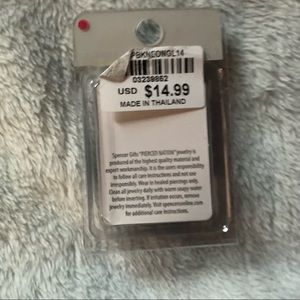 PBKNEONGL14
03239862
USD $14.99
MADE IN THAILAND
Spencer Gifts "PIERCED NATION" jewelry is
produced of the highest quality material and
expert workmanship. It is the users responsibility
to follow all care instructions and not use
irresponsibly. Wear in healed piercings only.
Clean all jewelry daily with warm soapy water
before inserting. If irritation occurs, remove
jewelry immediately. Visit spencersonline.com
for additional care instructions.